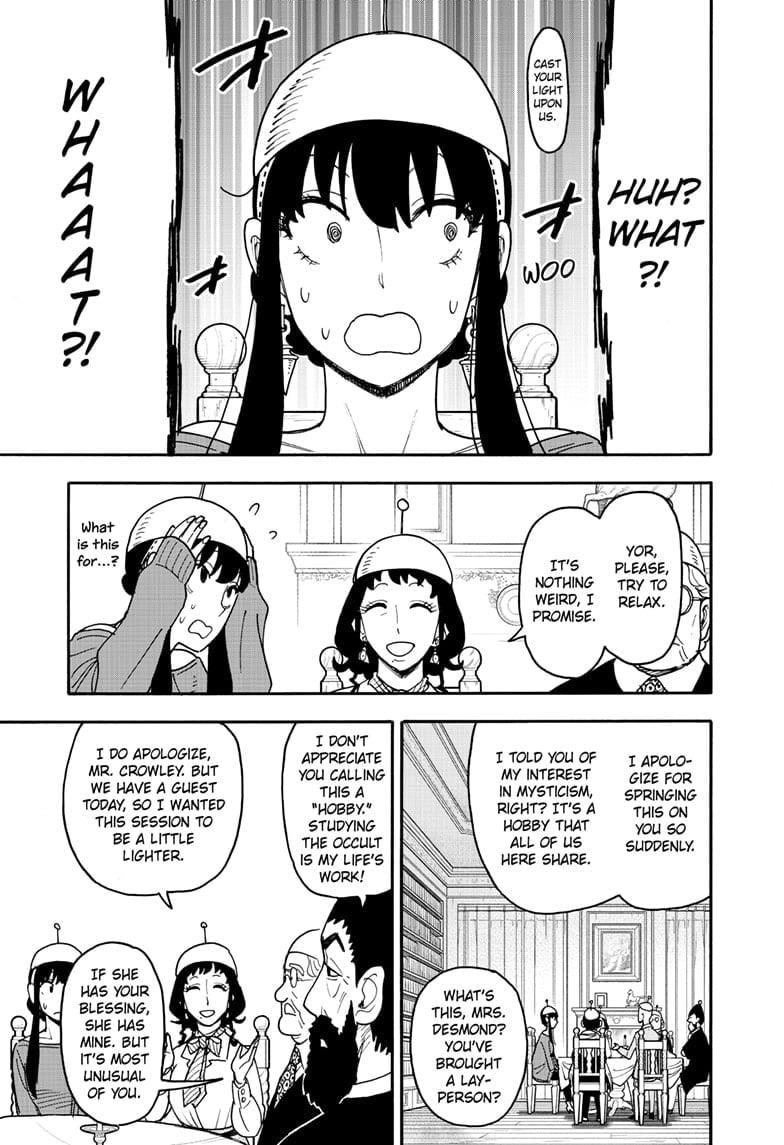 CAST
YOUR
LIGHT
UPON
US.
HUH?
WHAT
?!
WOO
WHAAAT?!
YOR,
PLEASE,
TRY TO
RELAX.
IT'S
NOTHING
WEIRD, I
PROMISE.
What
is this
for...?
I APOLO-
GIZE FOR
SPRINGING
THIS ON
YOU SO
SUDDENLY.
I TOLD YOU OF
MY INTEREST
IN MYSTICISM,
RIGHT? IT'S A
HOBBY THAT
ALL OF US
HERE SHARE.
WHAT'S
THIS, MRS.
DESMOND?
YOU'VE
BROUGHT
A LAY-
PERSON?
I DON'T
APPRECIATE
YOU CALLING
THIS A
"HOBBY."
STUDYING
THE OCCULT
IS MY LIFE'S
WORK!
I DO APOLOGIZE,
MR. CROWLEY. BUT
WE HAVE A GUEST
TODAY, SO I WANTED
THIS SESSION TO
BE A LITTLE
LIGHTER.
IF SHE
HAS YOUR
BLESSING,
SHE HAS
MINE. BUT
IT'S MOST
UNUSUAL
OF YOU.